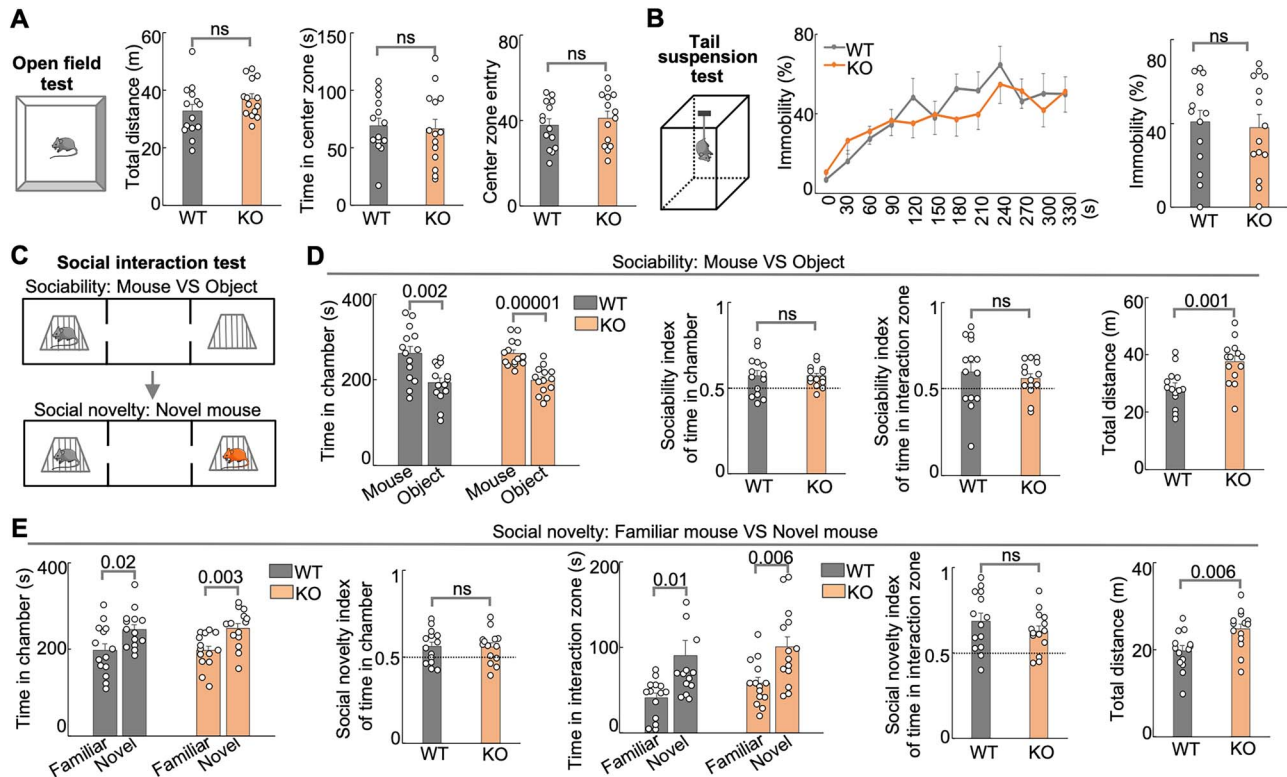 A
Open field
test
Total distance (m)
60
40
20
0
ns
WT
KO
Time in center zone (s)
150
100
50
0
ns
WT
KO
Center zone entry
80
40
0
ns
WT
KO
B
Tail
suspension
test
Immobility (%)
80
40
0
WT
KO
0
30
60
90
120
150
180
210
240
270
300
330
(s)
Immobility (%)
80
40
0
ns
WT
KO
C
Social interaction test
Sociability: Mouse VS Object
Social novelty: Novel mouse
D
Sociability: Mouse VS Object
Time in chamber (s)
400
200
0
0.002
0.00001
WT
KO
Mouse
Object
Mouse
Object
Sociability index
of time in chamber
1
0.5
0
ns
WT
KO
Sociability index
of time in interaction zone
1
0.5
0
ns
WT
KO
Total distance (m)
60
40
20
0
0.001
WT
KO
E
Social novelty: Familiar mouse VS Novel mouse
Time in chamber (s)
400
200
0
0.02
0.003
WT
KO
Familiar
Novel
Familiar
Novel
Social novelty index
of time in chamber
1
0.5
0
ns
WT
KO
Time in interaction zone (s)
200
100
0
0.01
0.006
WT
KO
Familiar
Novel
Familiar
Novel
Social novelty index
of time in interaction zone
1
0.5
0
ns
WT
KO
Total distance (m)
40
20
0
0.006
WT
KO